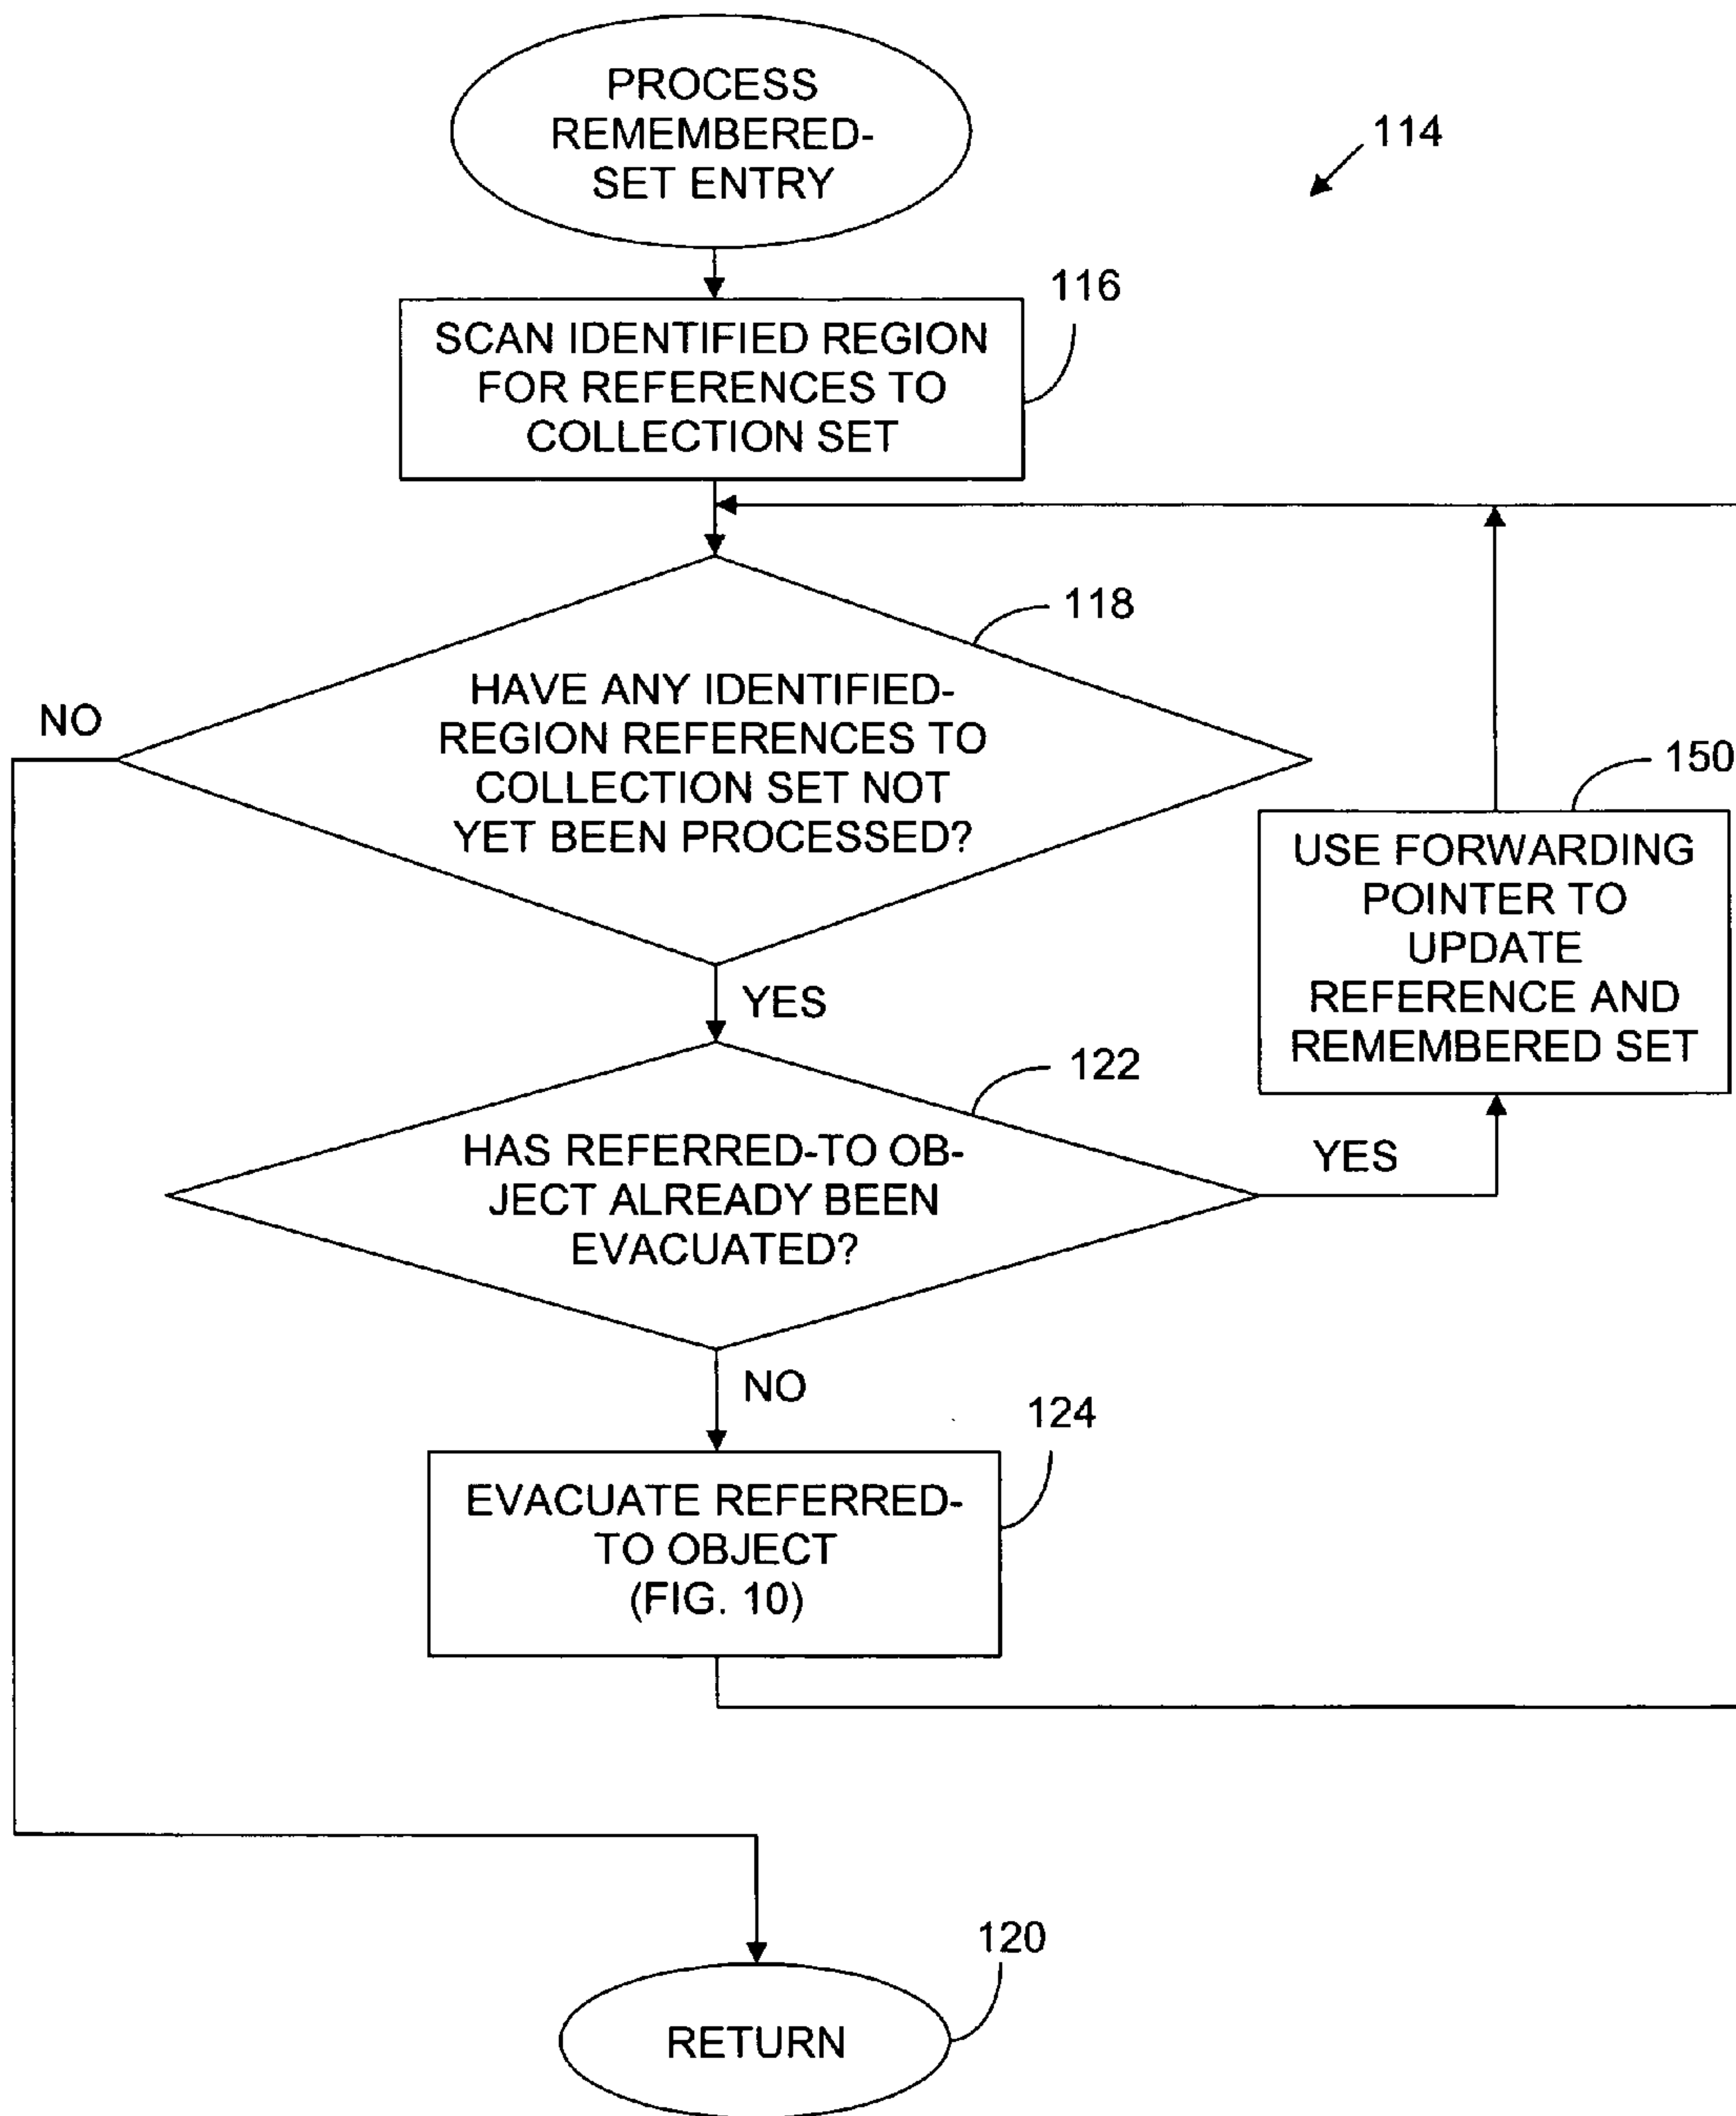 PROCESS
REMEMBERED-
SET ENTRY
114
116
SCAN IDENTIFIED REGION
FOR REFERENCES TO
COLLECTION SET
118
HAVE ANY IDENTIFIED-
REGION REFERENCES TO
COLLECTION SET NOT
YET BEEN PROCESSED?
NO
YES
150
USE FORWARDING
POINTER TO
UPDATE
REFERENCE AND
REMEMBERED SET
122
HAS REFERRED-TO OB-
JECT ALREADY BEEN
EVACUATED?
YES
NO
124
EVACUATE REFERRED-
TO OBJECT
(FIG. 10)
120
RETURN